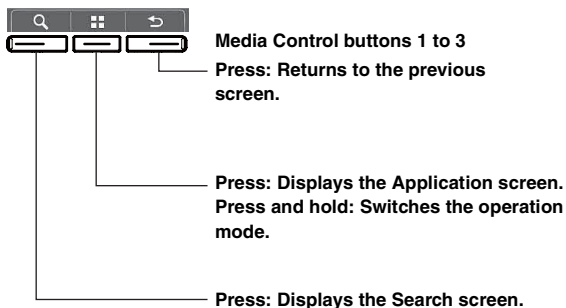 Media Control buttons 1 to 3
Press: Returns to the previous
screen.
Press: Displays the Application screen.
Press and hold: Switches the operation
mode.
Press: Displays the Search screen.